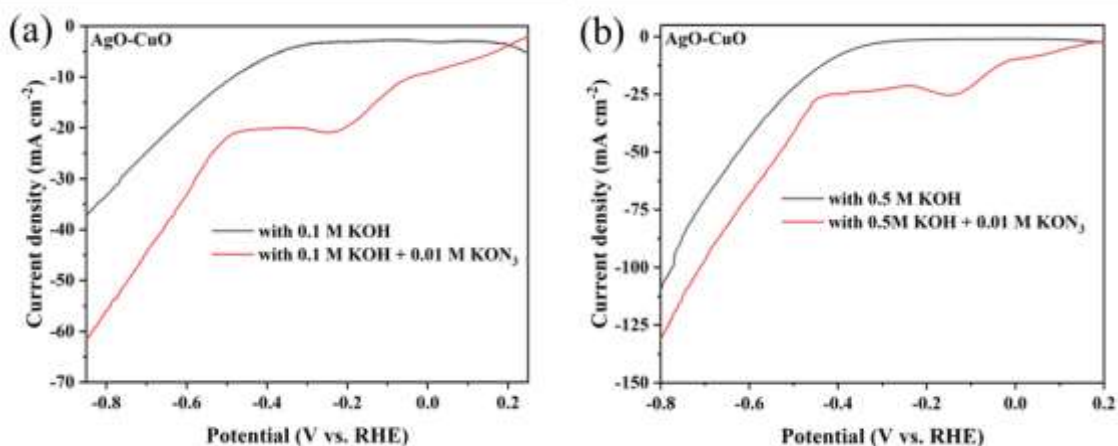 (a)
AgO-CuO
0
-10
-20
-30
-40
-50
-60
-70
Current density (mA cm-2)
with 0.1 M KOH
with 0.1 M KOH + 0.01 M KON3
-0.8
-0.6
-0.4
-0.2
0.0
0.2
Potential (V vs. RHE)
(b)
AgO-CuO
0
-25
-50
-75
-100
-125
-150
Current density (mA cm-2)
with 0.5 M KOH
with 0.5M KOH + 0.01 M KON3
-0.8
-0.6
-0.4
-0.2
0.0
0.2
Potential (V vs. RHE)